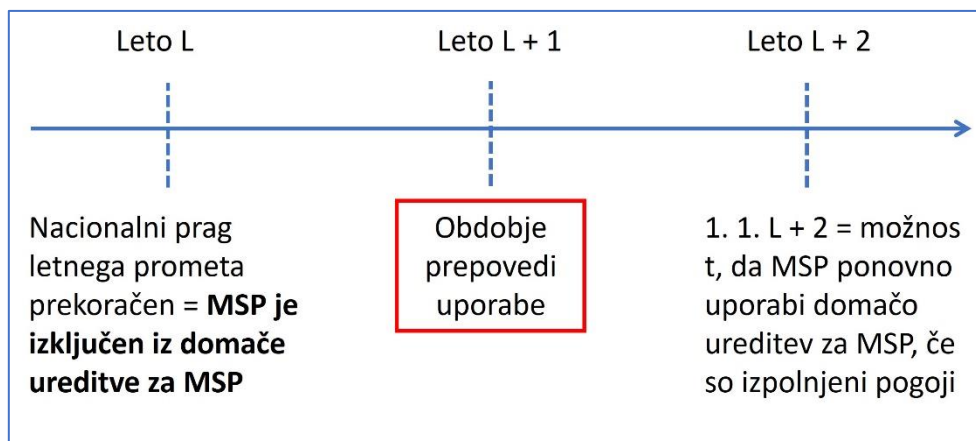 Leto L
Leto L + 1
Leto L + 2
Nacionalni prag
letnega prometa
prekoračen = MSP je
izključen iz domače
ureditve za MSP
Obdobje
prepovedi
uporabe
1. 1. L + 2 = možnos
t, da MSP ponovno
uporabi domačo
ureditev za MSP, če
so izpolnjeni pogoji